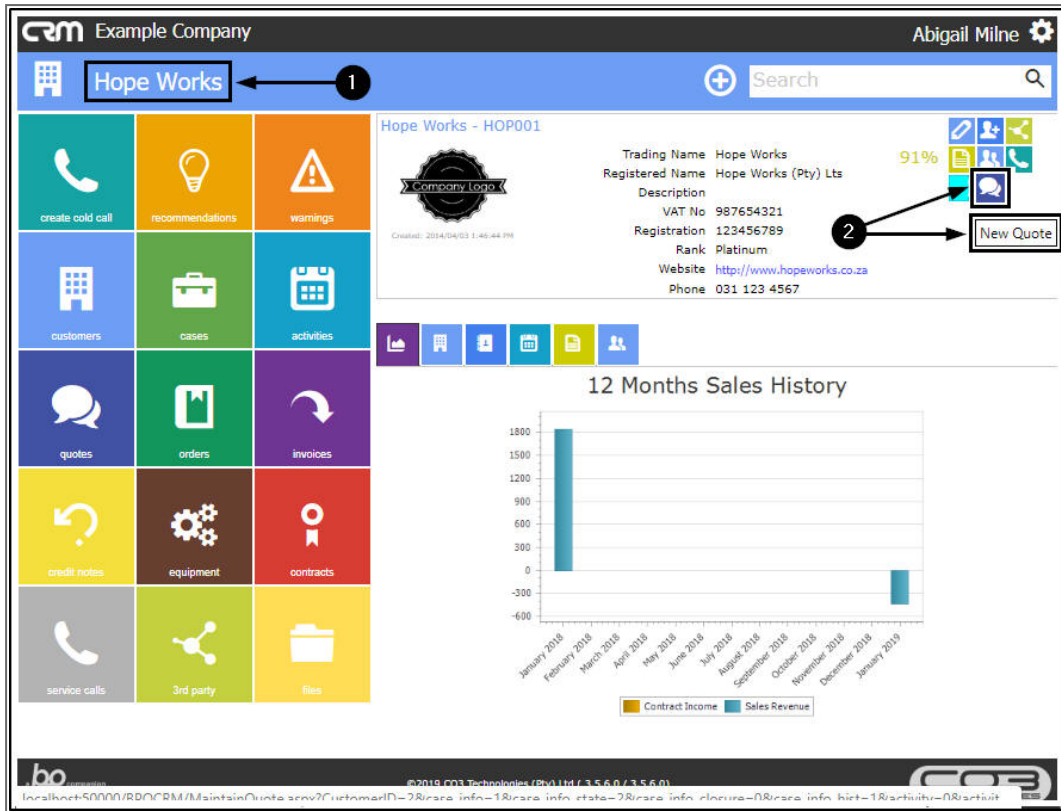 CRM Example Company
Abigail Milne
Hope Works
1
Search
create cold call
recommendations
warnings
customers
cases
activities
quotes
orders
invoices
credit notes
equipment
contracts
service calls
3rd party
files
Hope Works - HOP001
Company Logo
Created: 2014/04/03 1:46:44 PM
Trading Name Hope Works
Registered Name Hope Works (Pty) Lts
Description
VAT No 987654321
Registration 123456789
Rank Platinum
Website http://www.hopeworks.co.za
Phone 031 123 4567
91%
2
New Quote
12 Months Sales History
1800
1500
1200
900
600
300
0
-300
-600
January 2018
February 2018
March 2018
April 2018
May 2018
June 2018
July 2018
August 2018
September 2018
October 2018
November 2018
December 2018
January 2019
Contract Income Sales Revenue
bo companion
©2019 CO3 Technologies (Pty) Ltd ( 3.5.6.0 / 3.5.6.0)
localhost:50000/BPOCRM/MaintainQuote.aspx?CustomerID=2&case_info=1&case_info_state=2&case_info_closure=0&case_info_hist=1&activity=0&activit